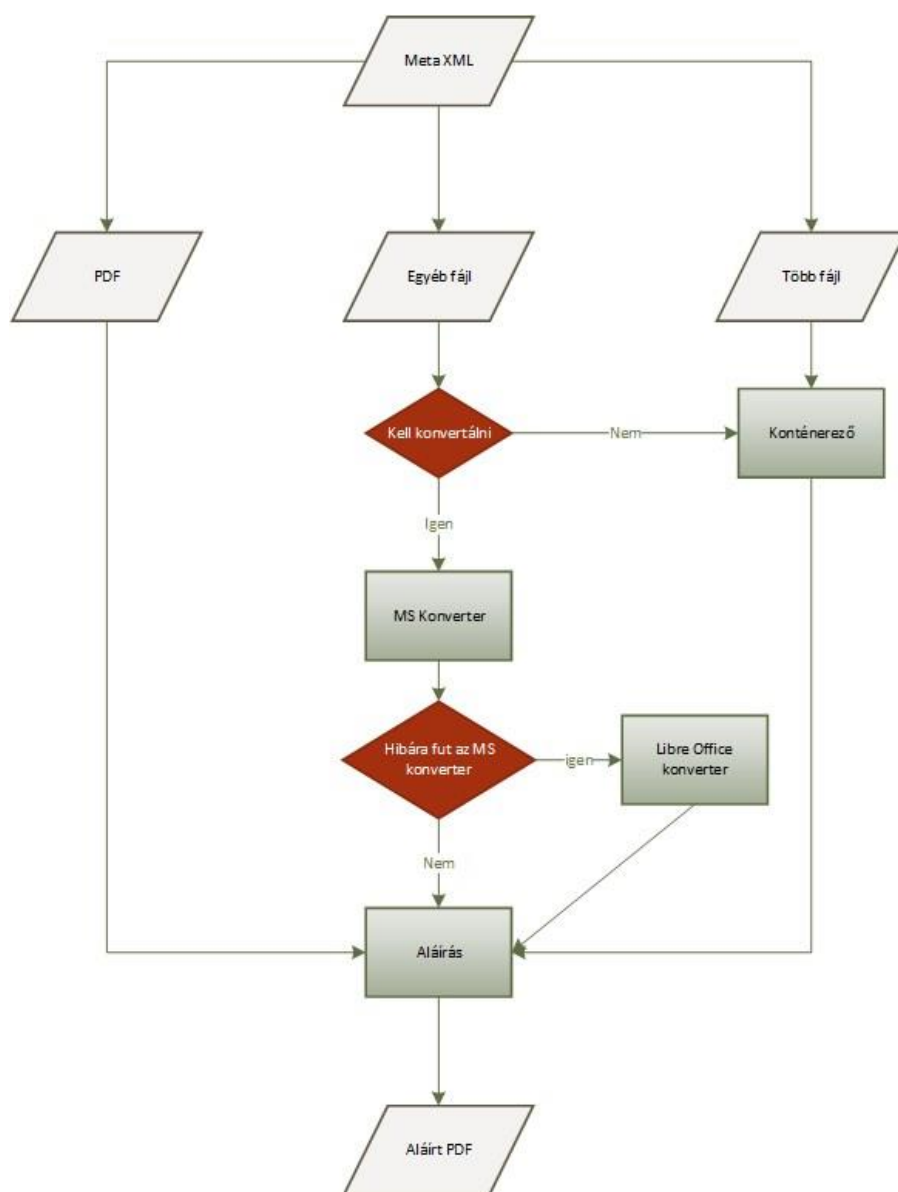 Meta XML
PDF
Egyéb fájl
Több fájl
Kell konvertálni
Nem
Konténerező
Igen
MS Konverter
Hibára fut az MS
konverter
igen
Libre Office
konverter
Nem
Aláírás
Aláírt PDF